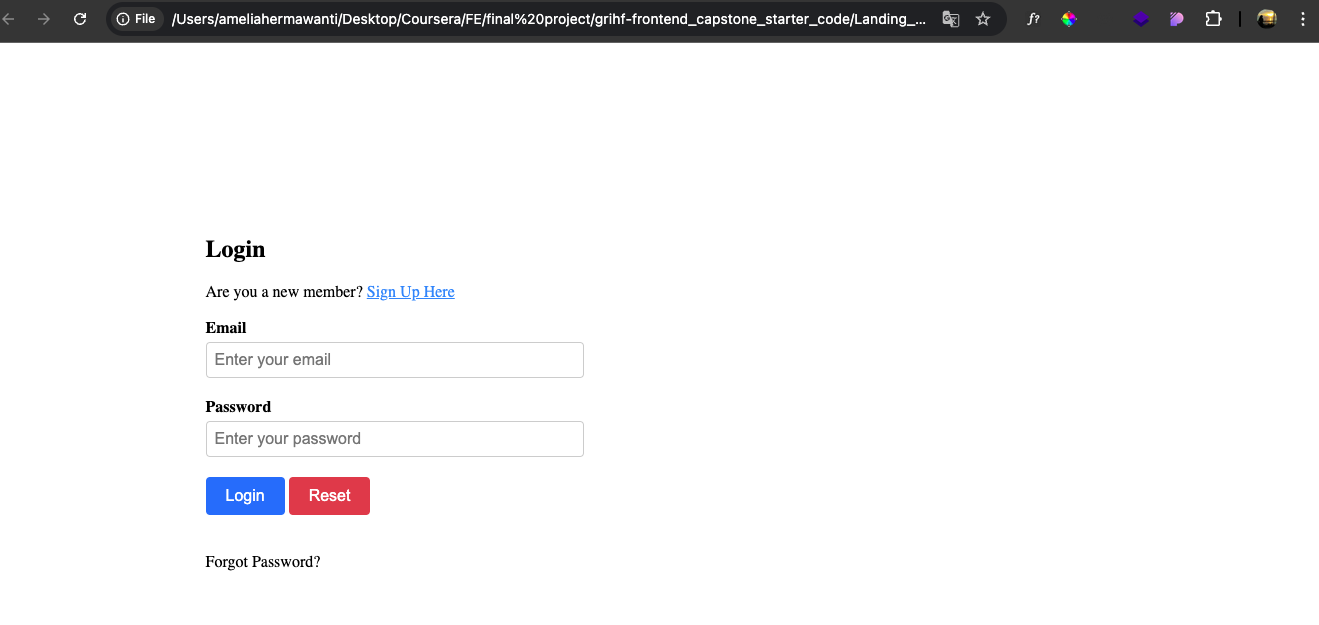 File /Users/ameliahermawanti/Desktop/Coursera/FE/final%20project/grihf-frontend_capstone_starter_code/Landing_... f?
Login
Are you a new member? Sign Up Here
Email
Enter your email
Password
Enter your password
Login Reset
Forgot Password?